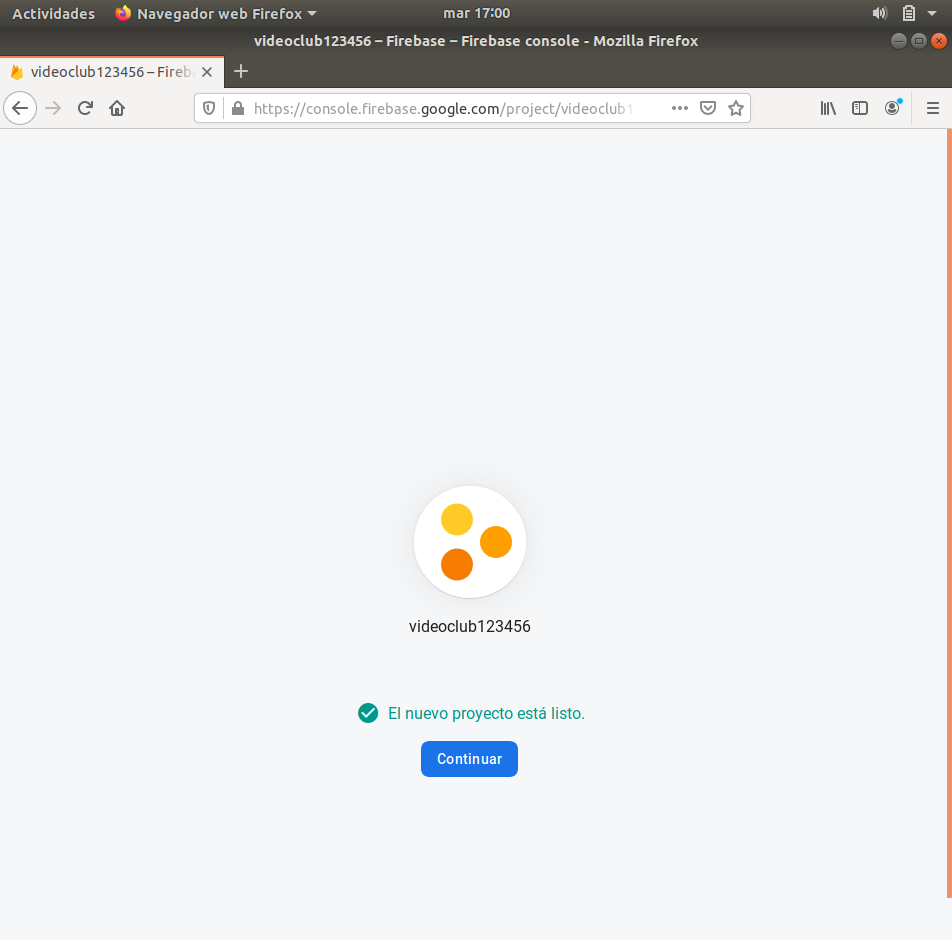 Actividades Navegador web Firefox mar 17:00
videoclub123456 – Firebase – Firebase console - Mozilla Firefox
videoclub123456 – Fireba
https://console.firebase.google.com/project/videoclub1
videoclub123456
El nuevo proyecto está listo.
Continuar